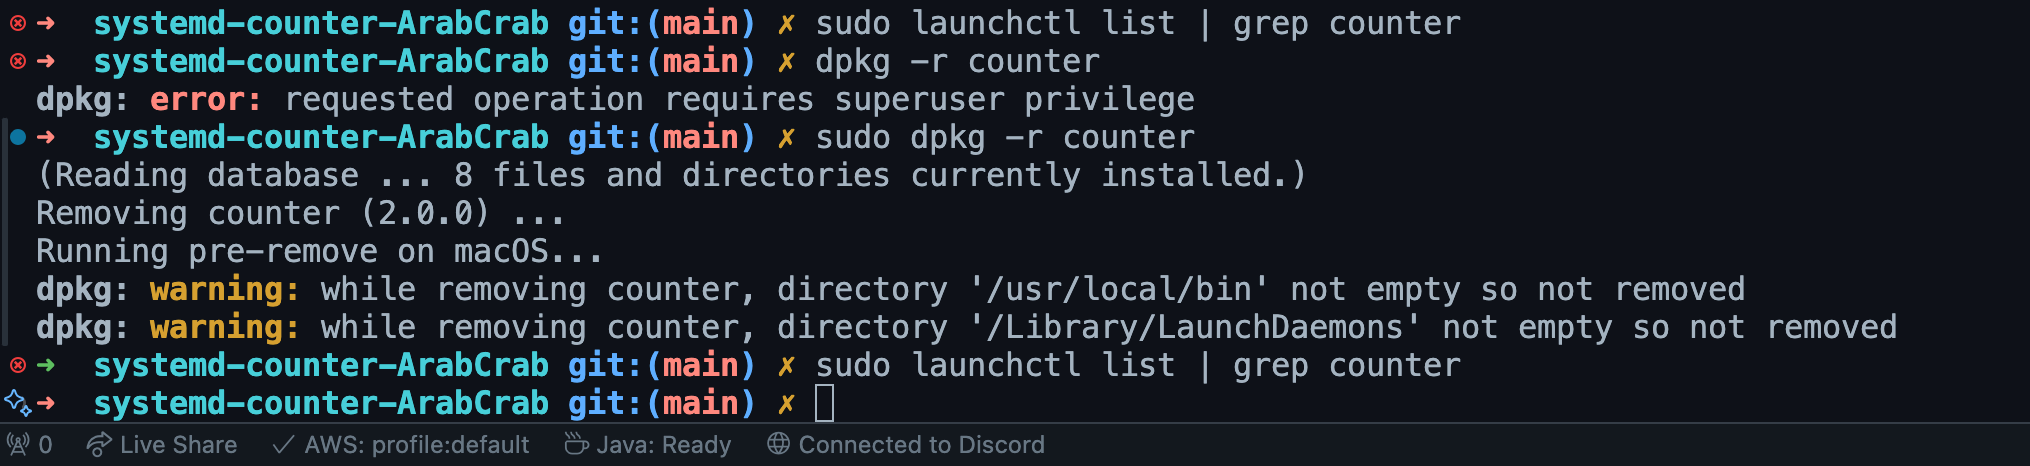 ➜ systemd-counter-ArabCrab git:(main) ✗ sudo launchctl list | grep counter
➜ systemd-counter-ArabCrab git:(main) ✗ dpkg -r counter
dpkg: error: requested operation requires superuser privilege
➜ systemd-counter-ArabCrab git:(main) ✗ sudo dpkg -r counter
(Reading database ... 8 files and directories currently installed.)
Removing counter (2.0.0) ...
Running pre-remove on macOS...
dpkg: warning: while removing counter, directory '/usr/local/bin' not empty so not removed
dpkg: warning: while removing counter, directory '/Library/LaunchDaemons' not empty so not removed
➜ systemd-counter-ArabCrab git:(main) ✗ sudo launchctl list | grep counter
➜ systemd-counter-ArabCrab git:(main) ✗
0 Live Share AWS: profile:default Java: Ready Connected to Discord